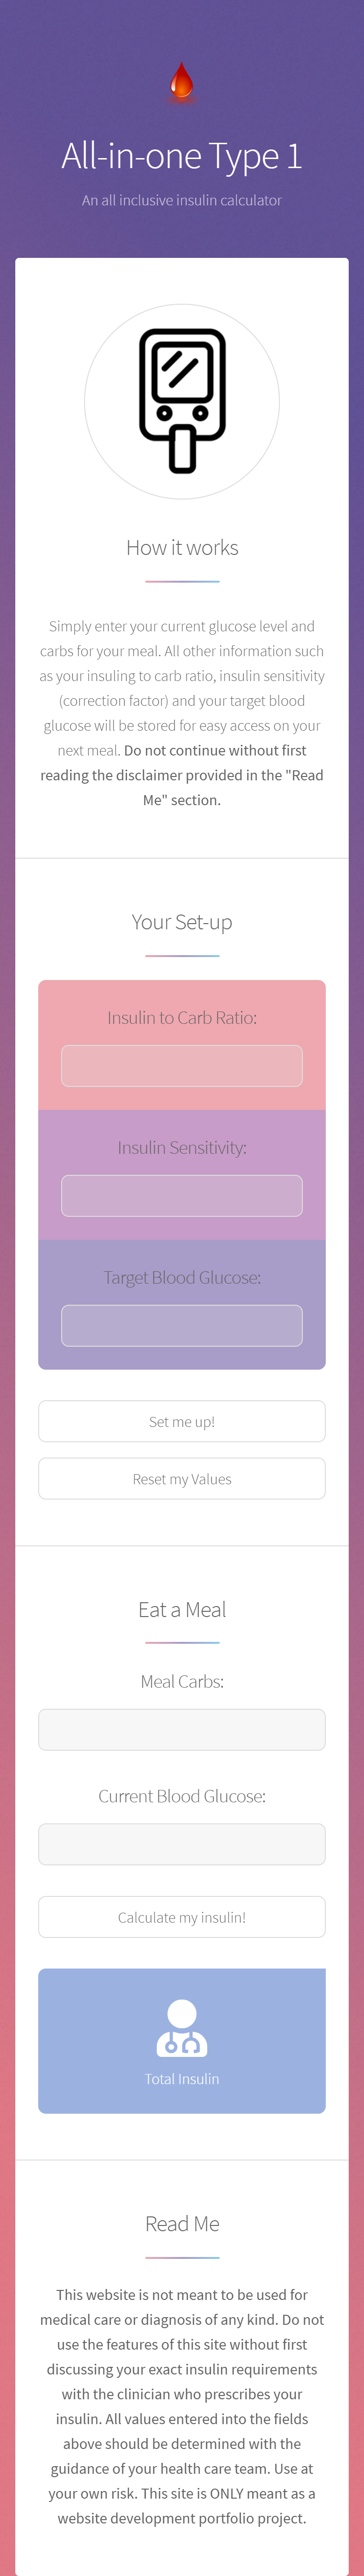 All-in-one Type 1
An all inclusive insulin calculator
How it works
Simply enter your current glucose level and
carbs for your meal. All other information such
as your insuling to carb ratio, insulin sensitivity
(correction factor) and your target blood
glucose will be stored for easy access on your
next meal. Do not continue without first
reading the disclaimer provided in the "Read
Me" section.
Your Set-up
Insulin to Carb Ratio:
Insulin Sensitivity:
Target Blood Glucose:
Set me up!
Reset my Values
Eat a Meal
Meal Carbs:
Current Blood Glucose:
Calculate my insulin!
Total Insulin
Read Me
This website is not meant to be used for
medical care or diagnosis of any kind. Do not
use the features of this site without first
discussing your exact insulin requirements
with the clinician who prescribes your
insulin. All values entered into the fields
above should be determined with the
guidance of your health care team. Use at
your own risk. This site is ONLY meant as a
website development portfolio project.